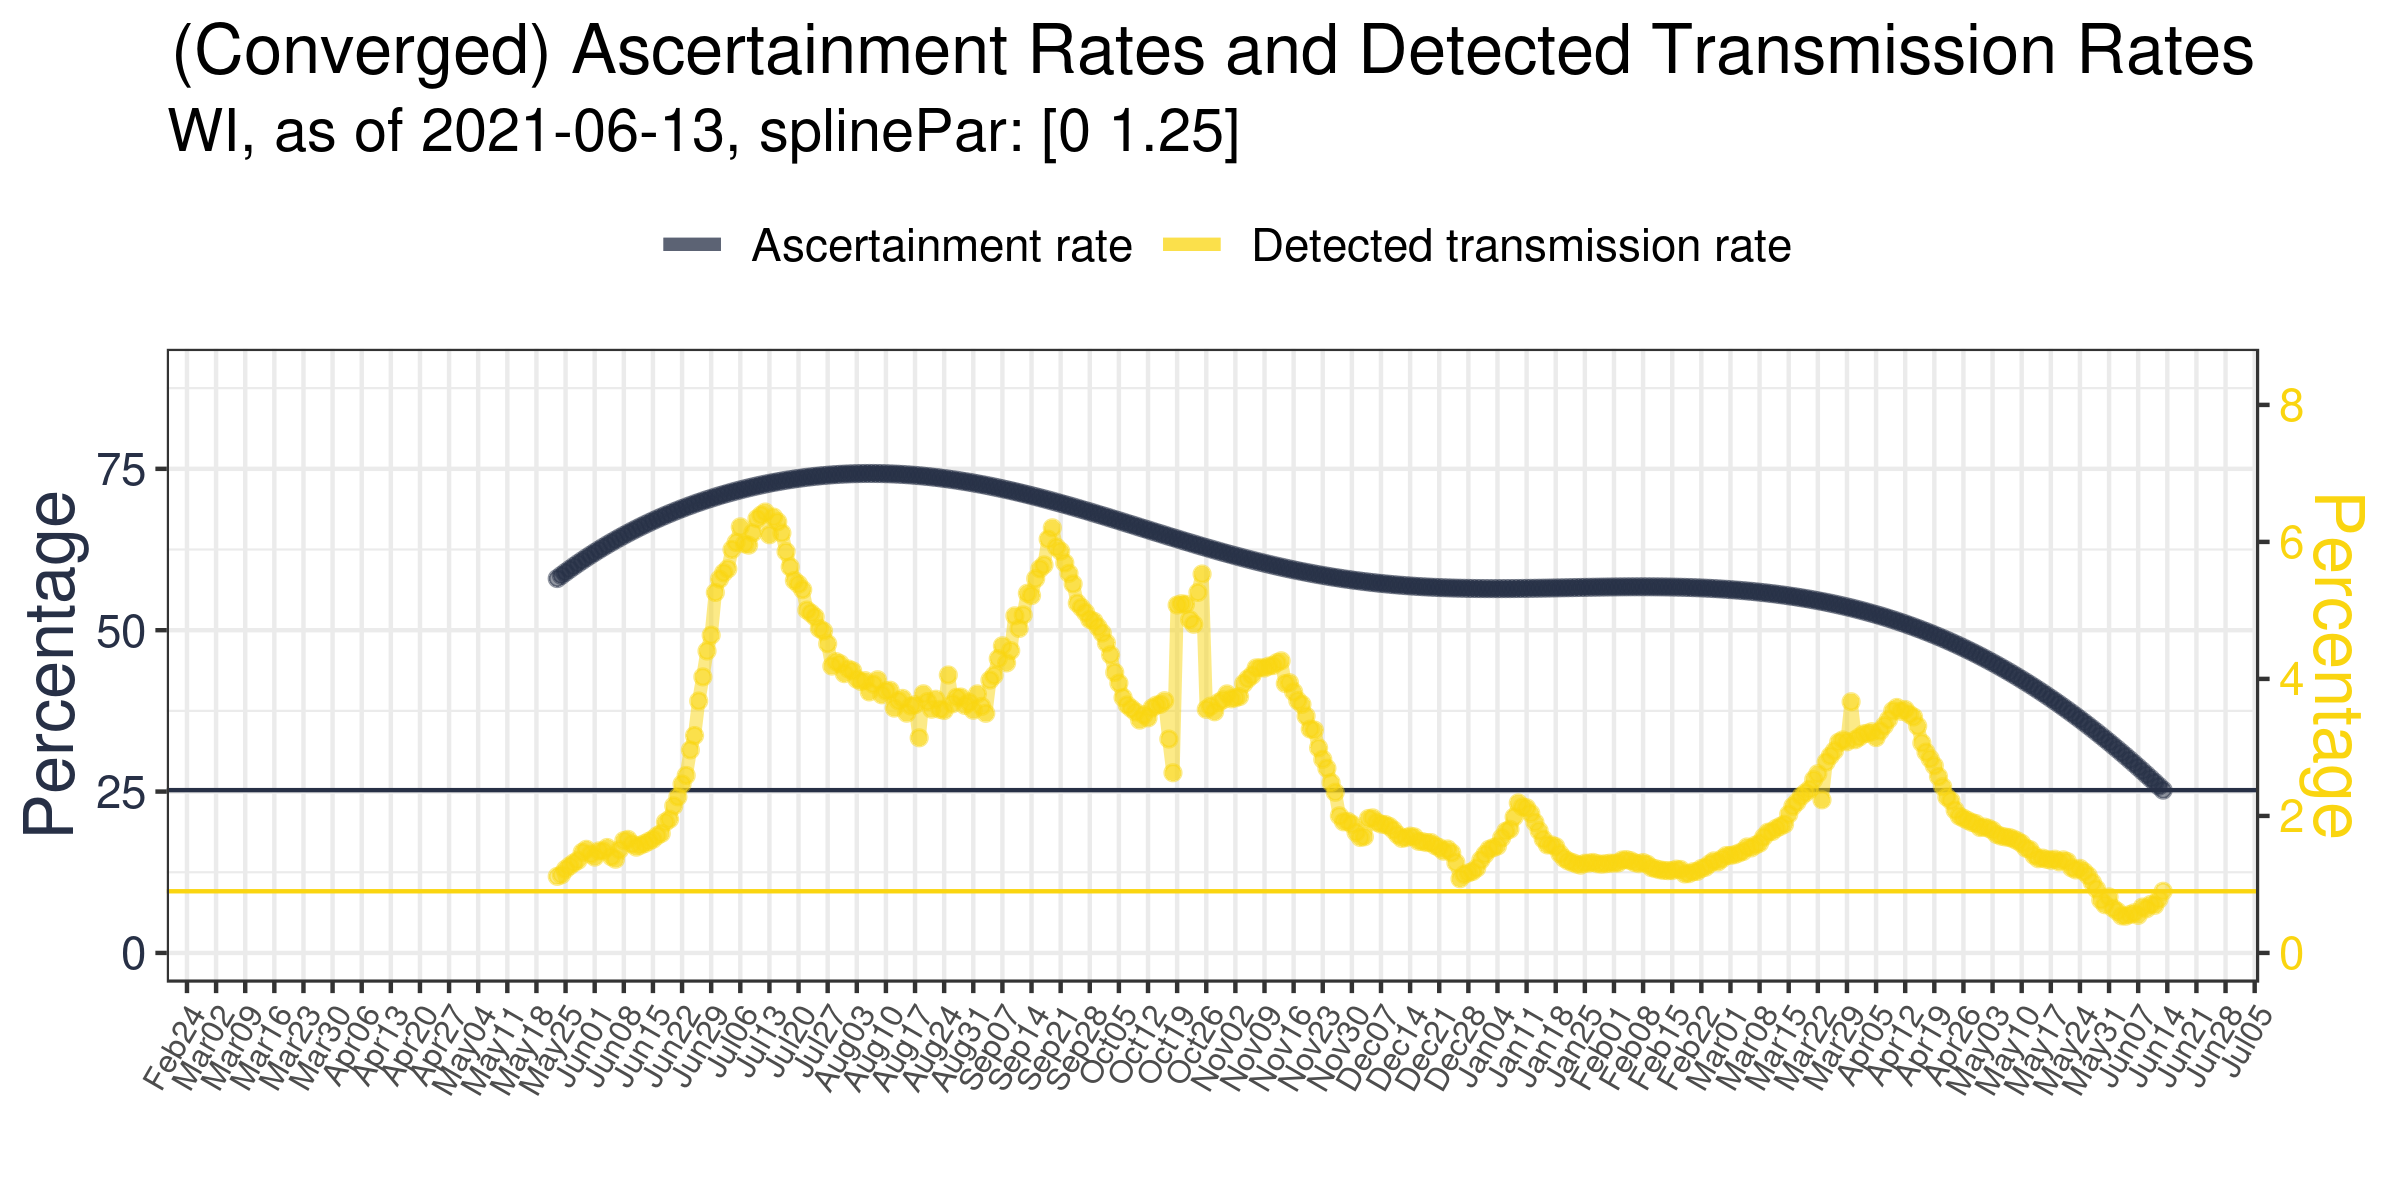 (Converged) Ascertainment Rates and Detected Transmission Rates
WI, as of 2021-06-13, splinePar: [0 1.25]
Ascertainment rate
Detected transmission rate
Percentage
75
50
25
0
8
6
4
2
0
Percentage
Feb24
Mar02
Mar09
Mar16
Mar23
Mar30
Apr06
Apr13
Apr20
Apr27
May04
May11
May18
May25
Jun01
Jun08
Jun15
Jun22
Jun29
Jul06
Jul13
Jul20
Jul27
Aug03
Aug10
Aug17
Aug24
Aug31
Sep07
Sep14
Sep21
Sep28
Oct05
Oct12
Oct19
Oct26
Nov02
Nov09
Nov16
Nov23
Nov30
Dec07
Dec14
Dec21
Dec28
Jan04
Jan11
Jan18
Jan25
Feb01
Feb08
Feb15
Feb22
Mar01
Mar08
Mar15
Mar22
Mar29
Apr05
Apr12
Apr19
Apr26
May03
May10
May17
May24
May31
Jun07
Jun14
Jun21
Jun28
Jul05